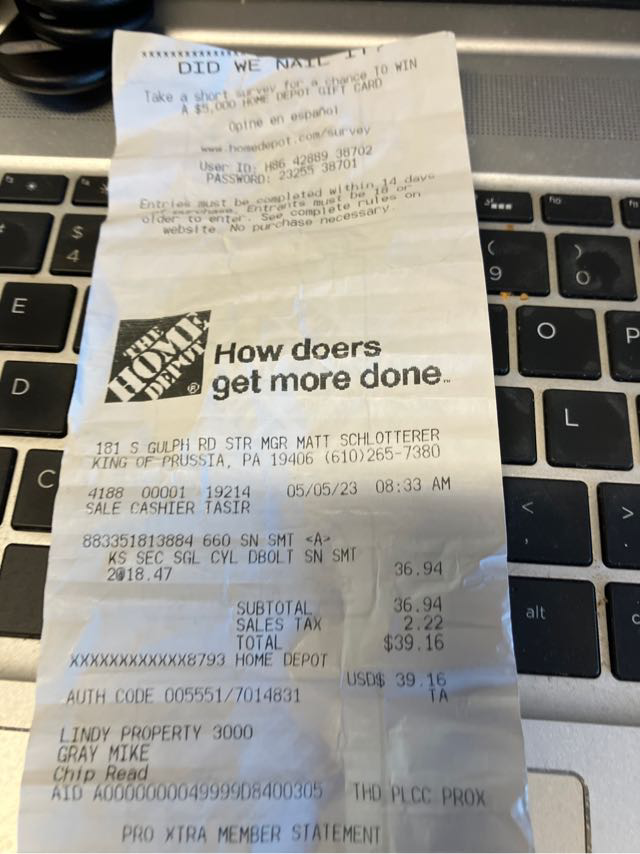 DID WE NAIL IT?
Take a short survey for a chance TO WIN
A $5,000 HOME DEPOT GIFT CARD
Opine en español
www.homedepot.com/survey
User ID: H86 42889 38702
PASSWORD: 23255 38701
Entries must be completed within 14 days
of purchase. Entrants must be 18 or
older to enter. See complete rules on
website. No purchase necessary.
THE
HOME
DEPOT
®
How doers
get more done™
181 S GULPH RD STR MGR MATT SCHLOTTERER
KING OF PRUSSIA, PA 19406 (610)265-7380
4188 00001 19214 05/05/23 08:33 AM
SALE CASHIER TASIR
883351813884 660 SN SMT <A>
KS SEC SGL CYL DBOLT SN SMT
2@18.47 36.94
SUBTOTAL 36.94
SALES TAX 2.22
TOTAL $39.16
XXXXXXXXXXXX8793 HOME DEPOT
USD$ 39.16
AUTH CODE 005551/7014831 TA
LINDY PROPERTY 3000
GRAY MIKE
Chip Read
AID A0000000049999D8400305 THD PLCC PROX
PRO XTRA MEMBER STATEMENT
$
4
E
D
C
(
9
)
0
O
P
L
<
,
>
alt